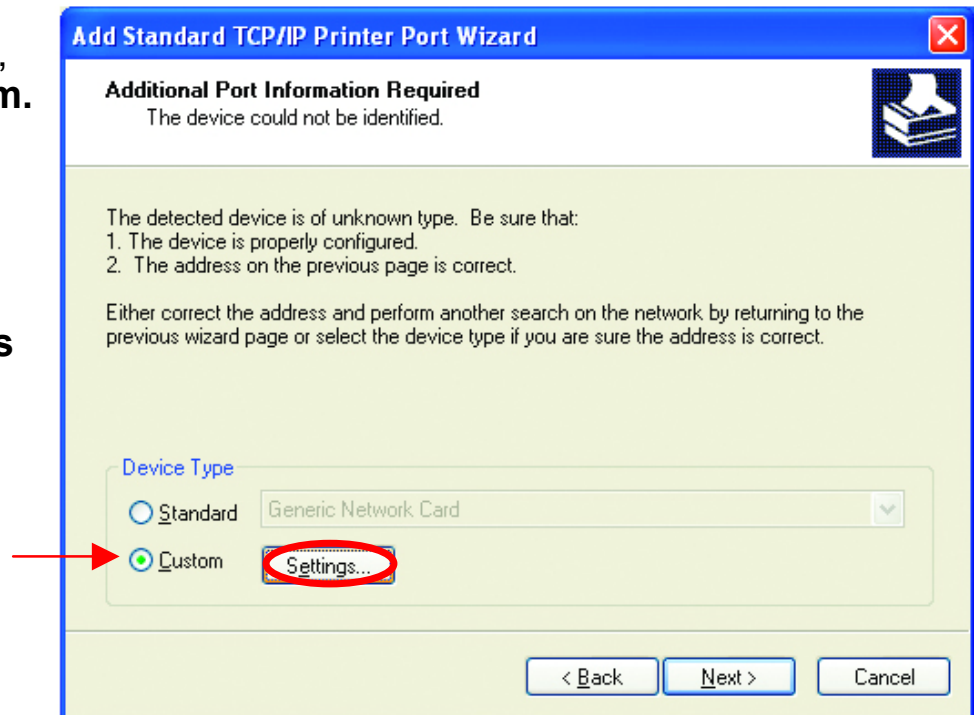 ,
m.
s
Add Standard TCP/IP Printer Port Wizard
Additional Port Information Required
The device could not be identified.
The detected device is of unknown type. Be sure that:
1. The device is properly configured.
2. The address on the previous page is correct.
Either correct the address and perform another search on the network by returning to the
previous wizard page or select the device type if you are sure the address is correct.
Device Type
Standard
Generic Network Card
Custom
Settings...
< Back
Next >
Cancel